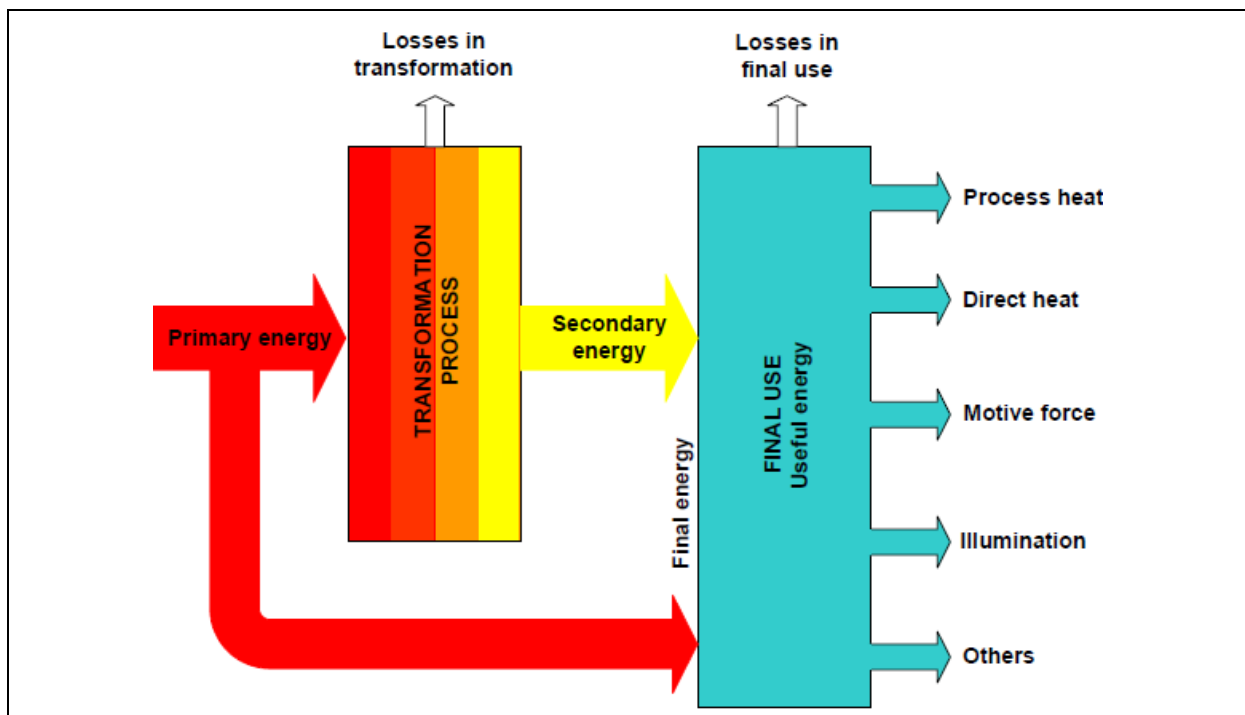 Losses in
transformation
Losses in
final use
Primary energy
TRANSFORMATION
PROCESS
Secondary
energy
Final energy
FINAL USE
Useful energy
Process heat
Direct heat
Motive force
Illumination
Others